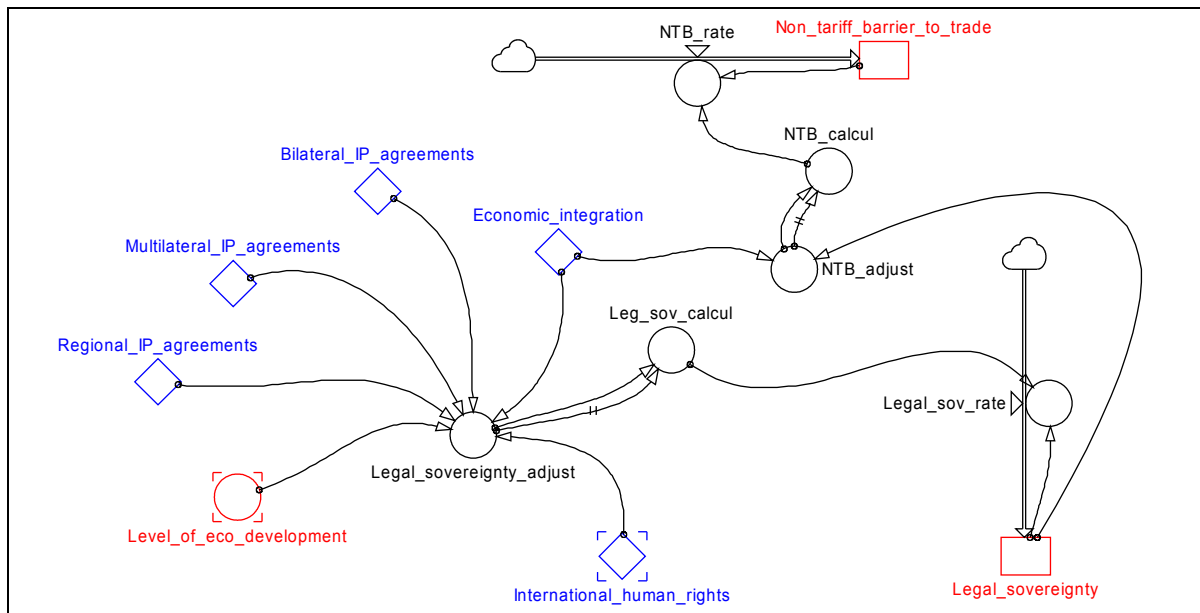 Non_tariff_barrier_to_trade
NTB_rate
NTB_calcul
Bilateral_IP_agreements
Economic_integration
Multilateral_IP_agreements
NTB_adjust
Leg_sov_calcul
Regional_IP_agreements
Legal_sov_rate
Legal_sovereignty_adjust
Level_of_eco_development
International_human_rights
Legal_sovereignty